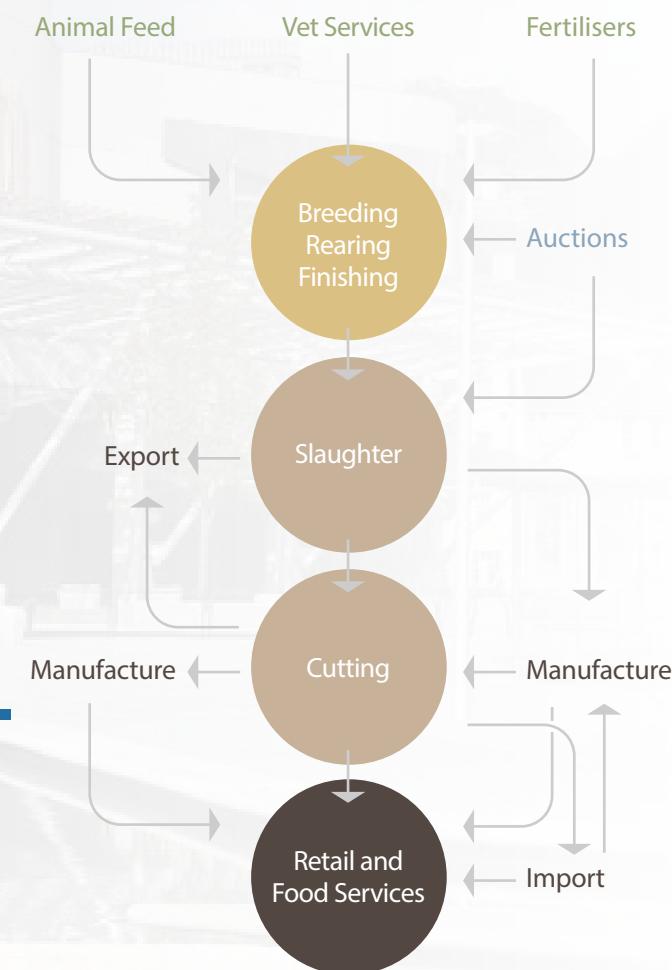 Animal Feed
Vet Services
Fertilisers
Breeding
Rearing
Finishing
Auctions
Export
Slaughter
Manufacture
Cutting
Manufacture
Retail and
Food Services
Import